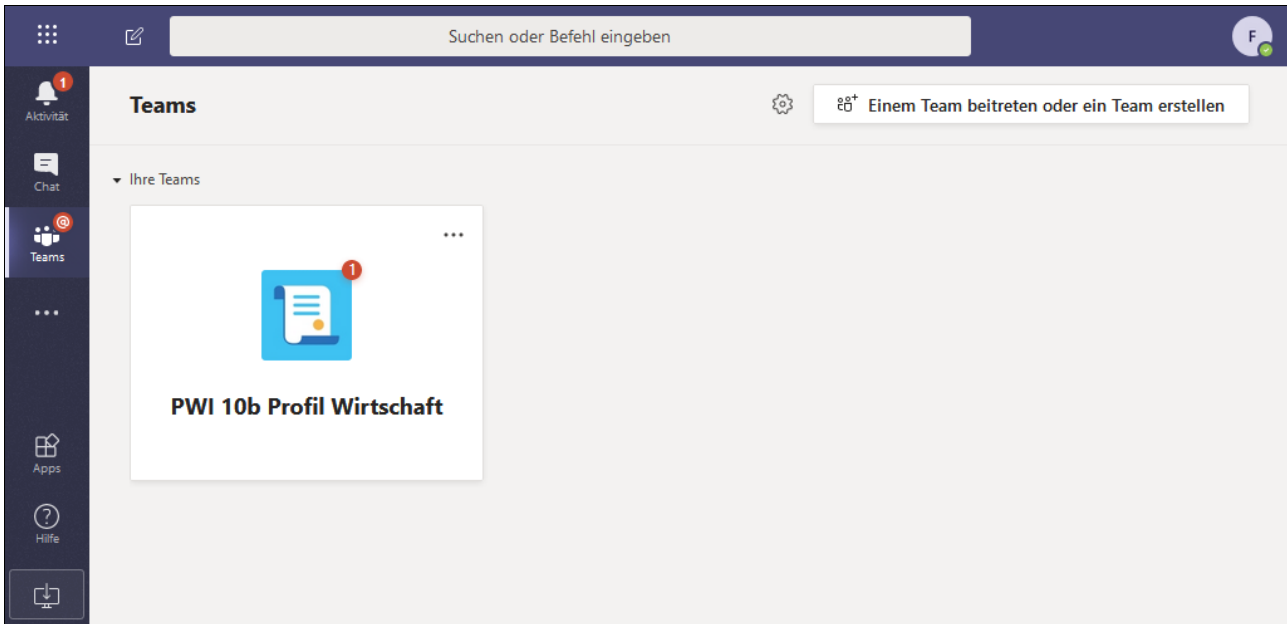 Suchen oder Befehl eingeben
F
1
Aktivität
Teams
Einem Team beitreten oder ein Team erstellen
Chat
Ihre Teams
@
Teams
1
PWI 10b Profil Wirtschaft
Apps
?
Hilfe